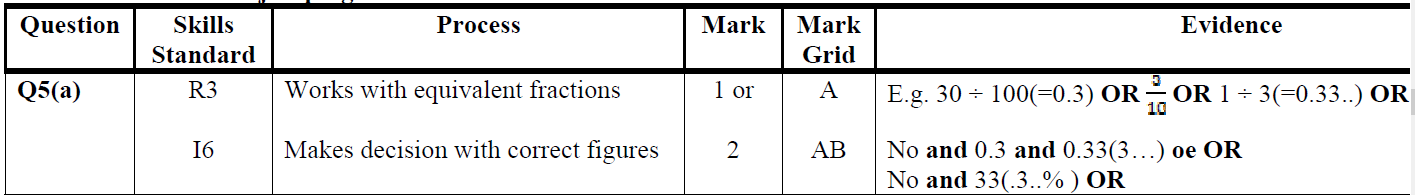 Question Skills Standard Process Mark Mark Grid Evidence
Q5(a) R3 Works with equivalent fractions 1 or A E.g. 30 ÷ 100(=0.3) OR 3/10 OR 1 ÷ 3(=0.33..) OR
I6 Makes decision with correct figures 2 AB No and 0.3 and 0.33(3…) oe OR
No and 33(.3..% ) OR